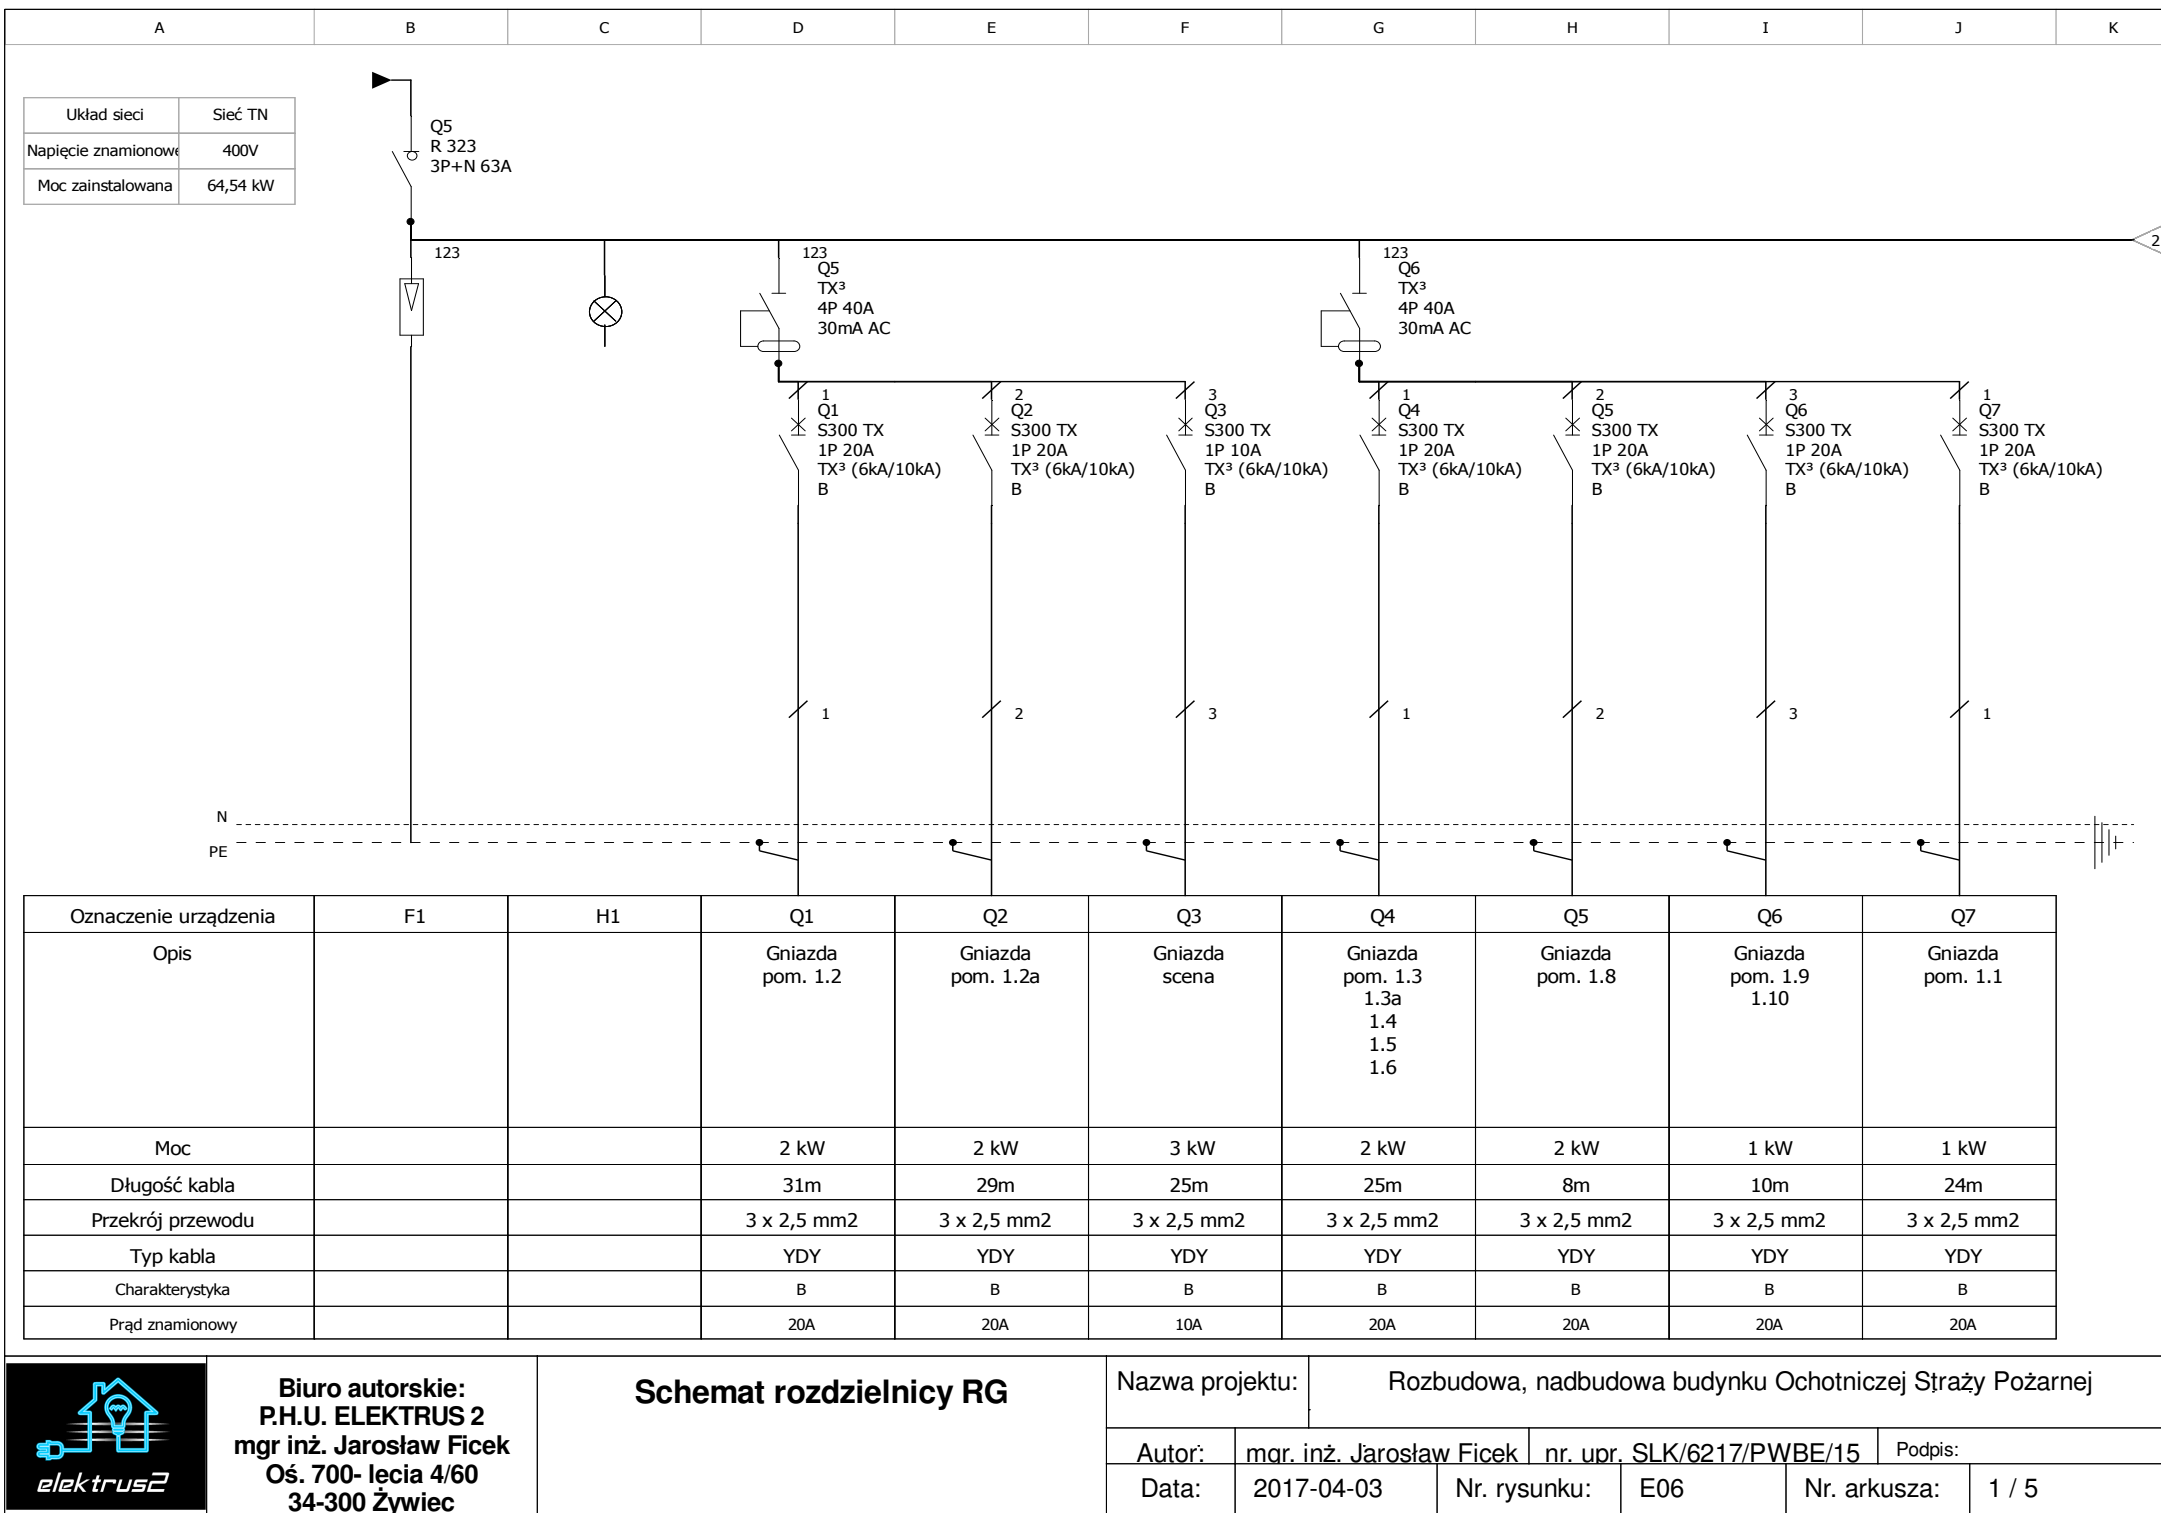 A B C D E F G H I J K
Układ sieci Sieć TN
Napięcie znamionowe 400V
Moc zainstalowana 64,54 kW
Q5
R 323
3P+N 63A
2
123
123
Q5
TX³
4P 40A
30mA AC
123
Q6
TX³
4P 40A
30mA AC
1
Q1
S300 TX
1P 20A
TX³ (6kA/10kA)
B
2
Q2
S300 TX
1P 20A
TX³ (6kA/10kA)
B
3
Q3
S300 TX
1P 10A
TX³ (6kA/10kA)
B
1
Q4
S300 TX
1P 20A
TX³ (6kA/10kA)
B
2
Q5
S300 TX
1P 20A
TX³ (6kA/10kA)
B
3
Q6
S300 TX
1P 20A
TX³ (6kA/10kA)
B
1
Q7
S300 TX
1P 20A
TX³ (6kA/10kA)
B
1 2 3 1 2 3 1
N
PE
Oznaczenie urządzenia F1 H1 Q1 Q2 Q3 Q4 Q5 Q6 Q7
Opis
Gniazda
pom. 1.2
Gniazda
pom. 1.2a
Gniazda
scena
Gniazda
pom. 1.3
1.3a
1.4
1.5
1.6
Gniazda
pom. 1.8
Gniazda
pom. 1.9
1.10
Gniazda
pom. 1.1
Moc 2 kW 2 kW 3 kW 2 kW 2 kW 1 kW 1 kW
Długość kabla 31m 29m 25m 25m 8m 10m 24m
Przekrój przewodu 3 x 2,5 mm2 3 x 2,5 mm2 3 x 2,5 mm2 3 x 2,5 mm2 3 x 2,5 mm2 3 x 2,5 mm2 3 x 2,5 mm2
Typ kabla YDY YDY YDY YDY YDY YDY YDY
Charakterystyka B B B B B B B
Prąd znamionowy 20A 20A 10A 20A 20A 20A 20A
elektrus2
Biuro autorskie:
P.H.U. ELEKTRUS 2
mgr inż. Jarosław Ficek
Oś. 700- lecia 4/60
34-300 Żywiec
Schemat rozdzielnicy RG
Nazwa projektu: Rozbudowa, nadbudowa budynku Ochotniczej Straży Pożarnej
Autor: mgr. inż. Jarosław Ficek nr. upr. SLK/6217/PWBE/15 Podpis:
Data: 2017-04-03 Nr. rysunku: E06 Nr. arkusza: 1 / 5